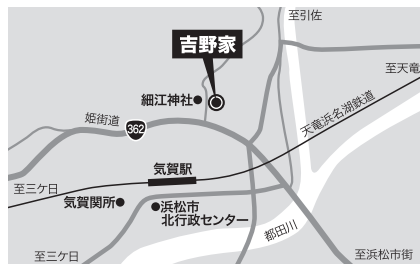 至引佐
吉野家
至天竜
細江神社
天竜浜名湖鉄道
姫街道
362
気賀駅
至三ケ日
気賀関所
浜松市
北行政センター
都田川
至三ケ日
至浜松市街